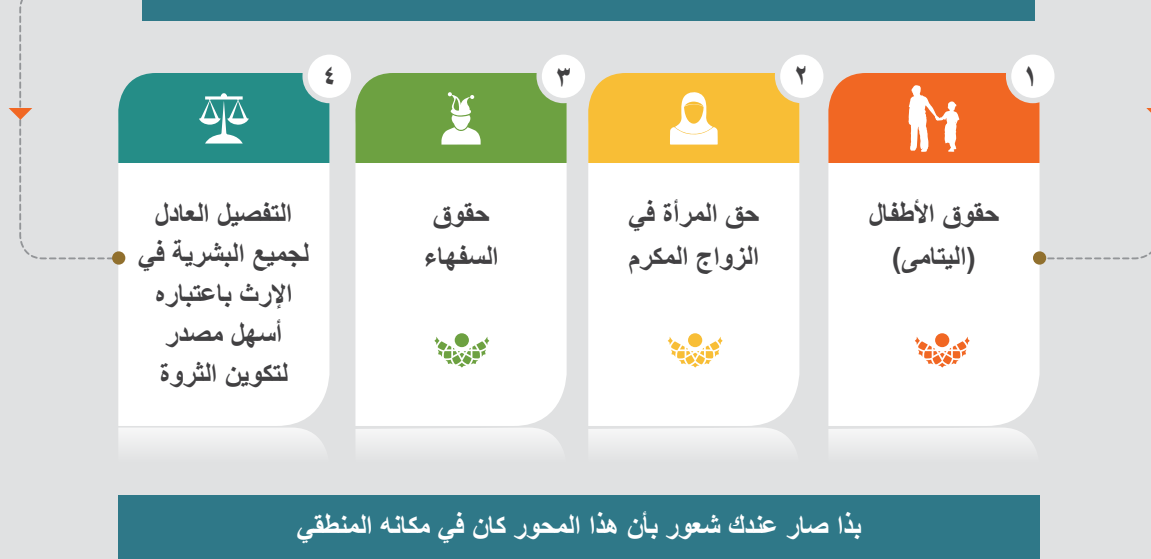 ١
حقوق الأطفال
(اليتامى)
٢
حق المرأة في
الزواج المكرم
٣
حقوق
السفهاء
٤
التفصيل العادل
لجميع البشرية في
الإرث باعتباره
أسهل مصدر
لتكوين الثروة
بذا صار عندك شعور بأن هذا المحور كان في مكانه المنطقي